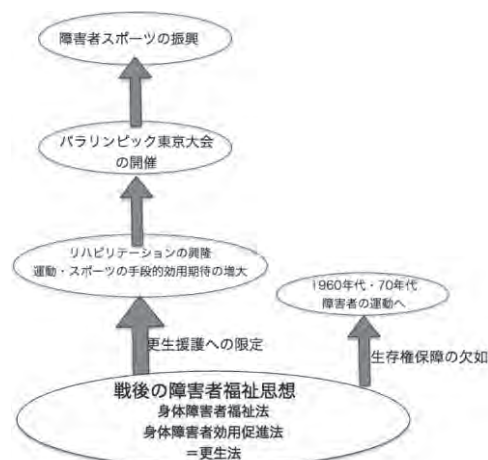 障害者スポーツの振興
パラリンピック東京大会
の開催
リハビリテーションの興隆
運動・スポーツの手段的効用期待の増大
1960年代・70年代
障害者の運動へ
更生援護への限定
生存権保障の欠如
戦後の障害者福祉思想
身体障害者福祉法
身体障害者効用促進法
＝更生法